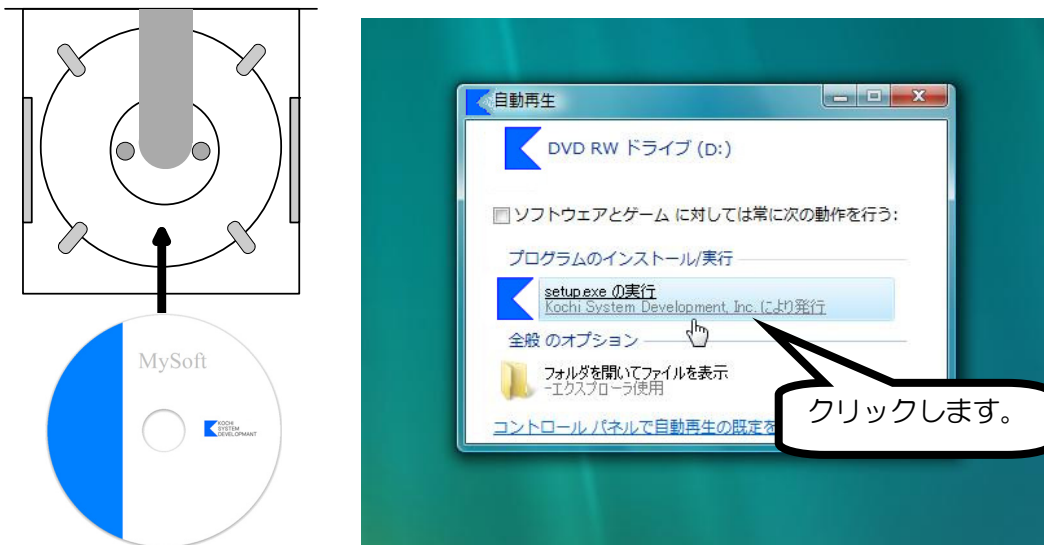 MySoft
KOCHI
SYSTEM
DEVELOPMANT
自動再生
DVD RW ドライブ (D:)
ソフトウェアとゲーム に対しては常に次の動作を行う:
プログラムのインストール/実行
setup.exe の実行
Kochi System Development, Inc. により発行
全般 のオプション
フォルダを開いてファイルを表示
-エクスプローラ使用
コントロール パネルで自動再生の既定を
クリックします。